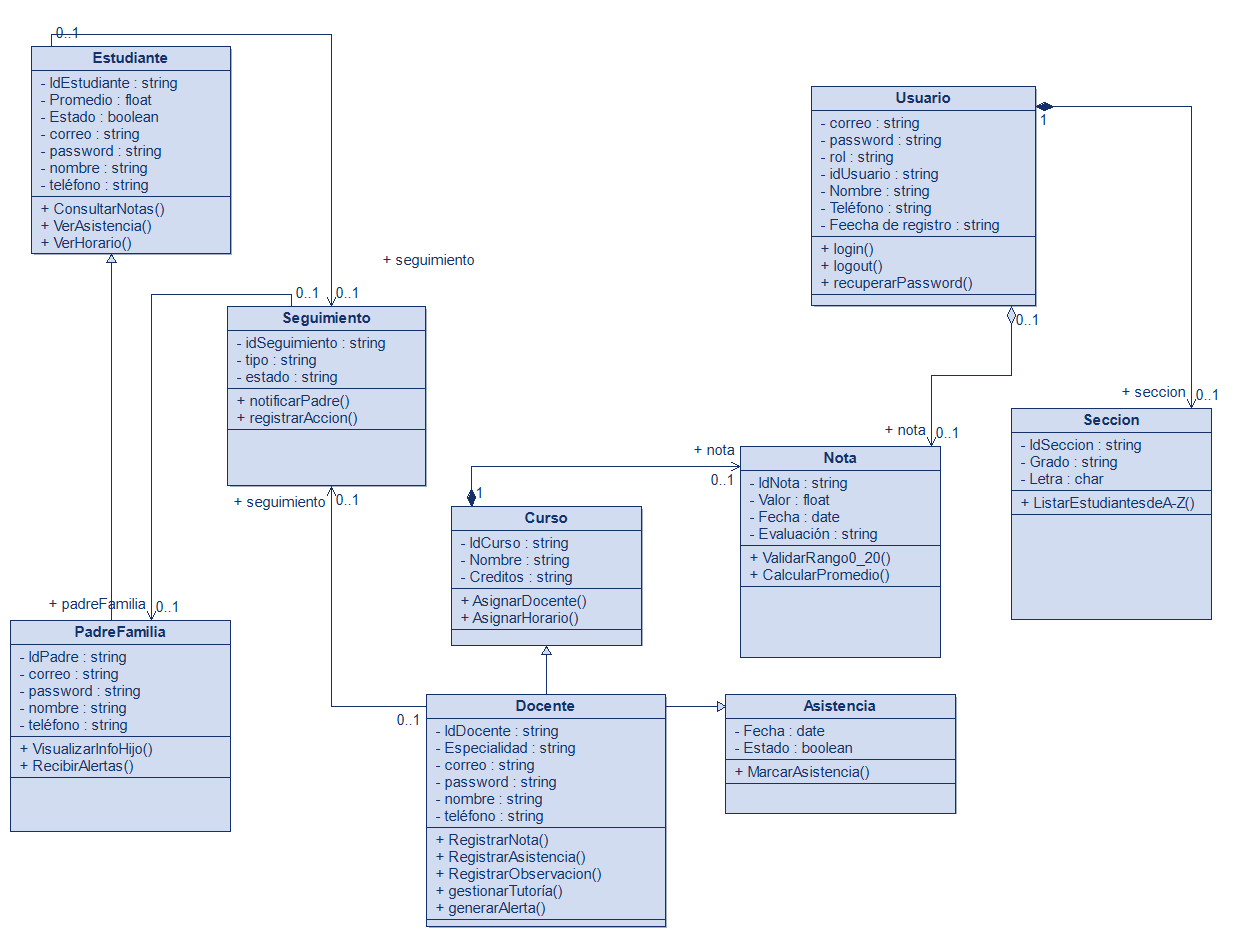 0..1
Estudiante
- IdEstudiante : string
- Promedio : float
- Estado : boolean
- correo : string
- password : string
- nombre : string
- teléfono : string
+ ConsultarNotas()
+ VerAsistencia()
+ VerHorario()
Usuario
- correo : string
- password : string
- rol : string
- idUsuario : string
- Nombre : string
- Teléfono : string
- Feecha de registro : string
+ login()
+ logout()
+ recuperarPassword()
1
0..1
+ seguimiento
0..1
0..1
Seguimiento
- idSeguimiento : string
- tipo : string
- estado : string
+ notificarPadre()
+ registrarAccion()
+ seguimiento
0..1
+ seccion
0..1
Seccion
- IdSeccion : string
- Grado : string
- Letra : char
+ ListarEstudiantesdeA-Z()
+ nota
0..1
+ nota
0..1
Nota
- IdNota : string
- Valor : float
- Fecha : date
- Evaluación : string
+ ValidarRango0_20()
+ CalcularPromedio()
1
Curso
- IdCurso : string
- Nombre : string
- Creditos : string
+ AsignarDocente()
+ AsignarHorario()
+ padreFamilia
0..1
PadreFamilia
- IdPadre : string
- correo : string
- password : string
- nombre : string
- teléfono : string
+ VisualizarInfoHijo()
+ RecibirAlertas()
0..1
Docente
- IdDocente : string
- Especialidad : string
- correo : string
- password : string
- nombre : string
- teléfono : string
+ RegistrarNota()
+ RegistrarAsistencia()
+ RegistrarObservacion()
+ gestionarTutoría()
+ generarAlerta()
Asistencia
- Fecha : date
- Estado : boolean
+ MarcarAsistencia()